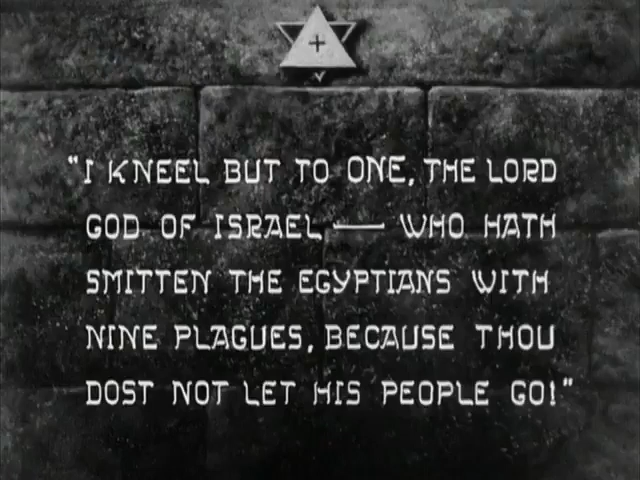 "I KNEEL BUT TO ONE, THE LORD
GOD OF ISRAEL — WHO HATH
SMITTEN THE EGYPTIANS WITH
NINE PLAGUES, BECAUSE THOU
DOST NOT LET HIS PEOPLE GO!"